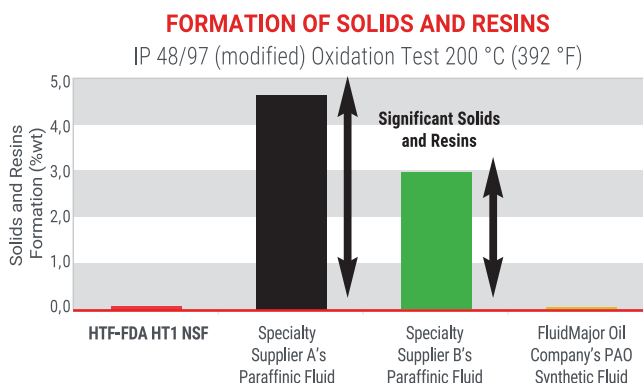 FORMATION OF SOLIDS AND RESINS
IP 48/97 (modified) Oxidation Test 200 °C (392 °F)
Solids and Resins
Formation (%wt)
5,0
4,0
3,0
2,0
1,0
0,0
Significant Solids
and Resins
HTF-FDA HT1 NSF
Specialty
Supplier A's
Paraffinic Fluid
Specialty
Supplier B's
Paraffinic Fluid
FluidMajor Oil
Company's PAO
Synthetic Fluid